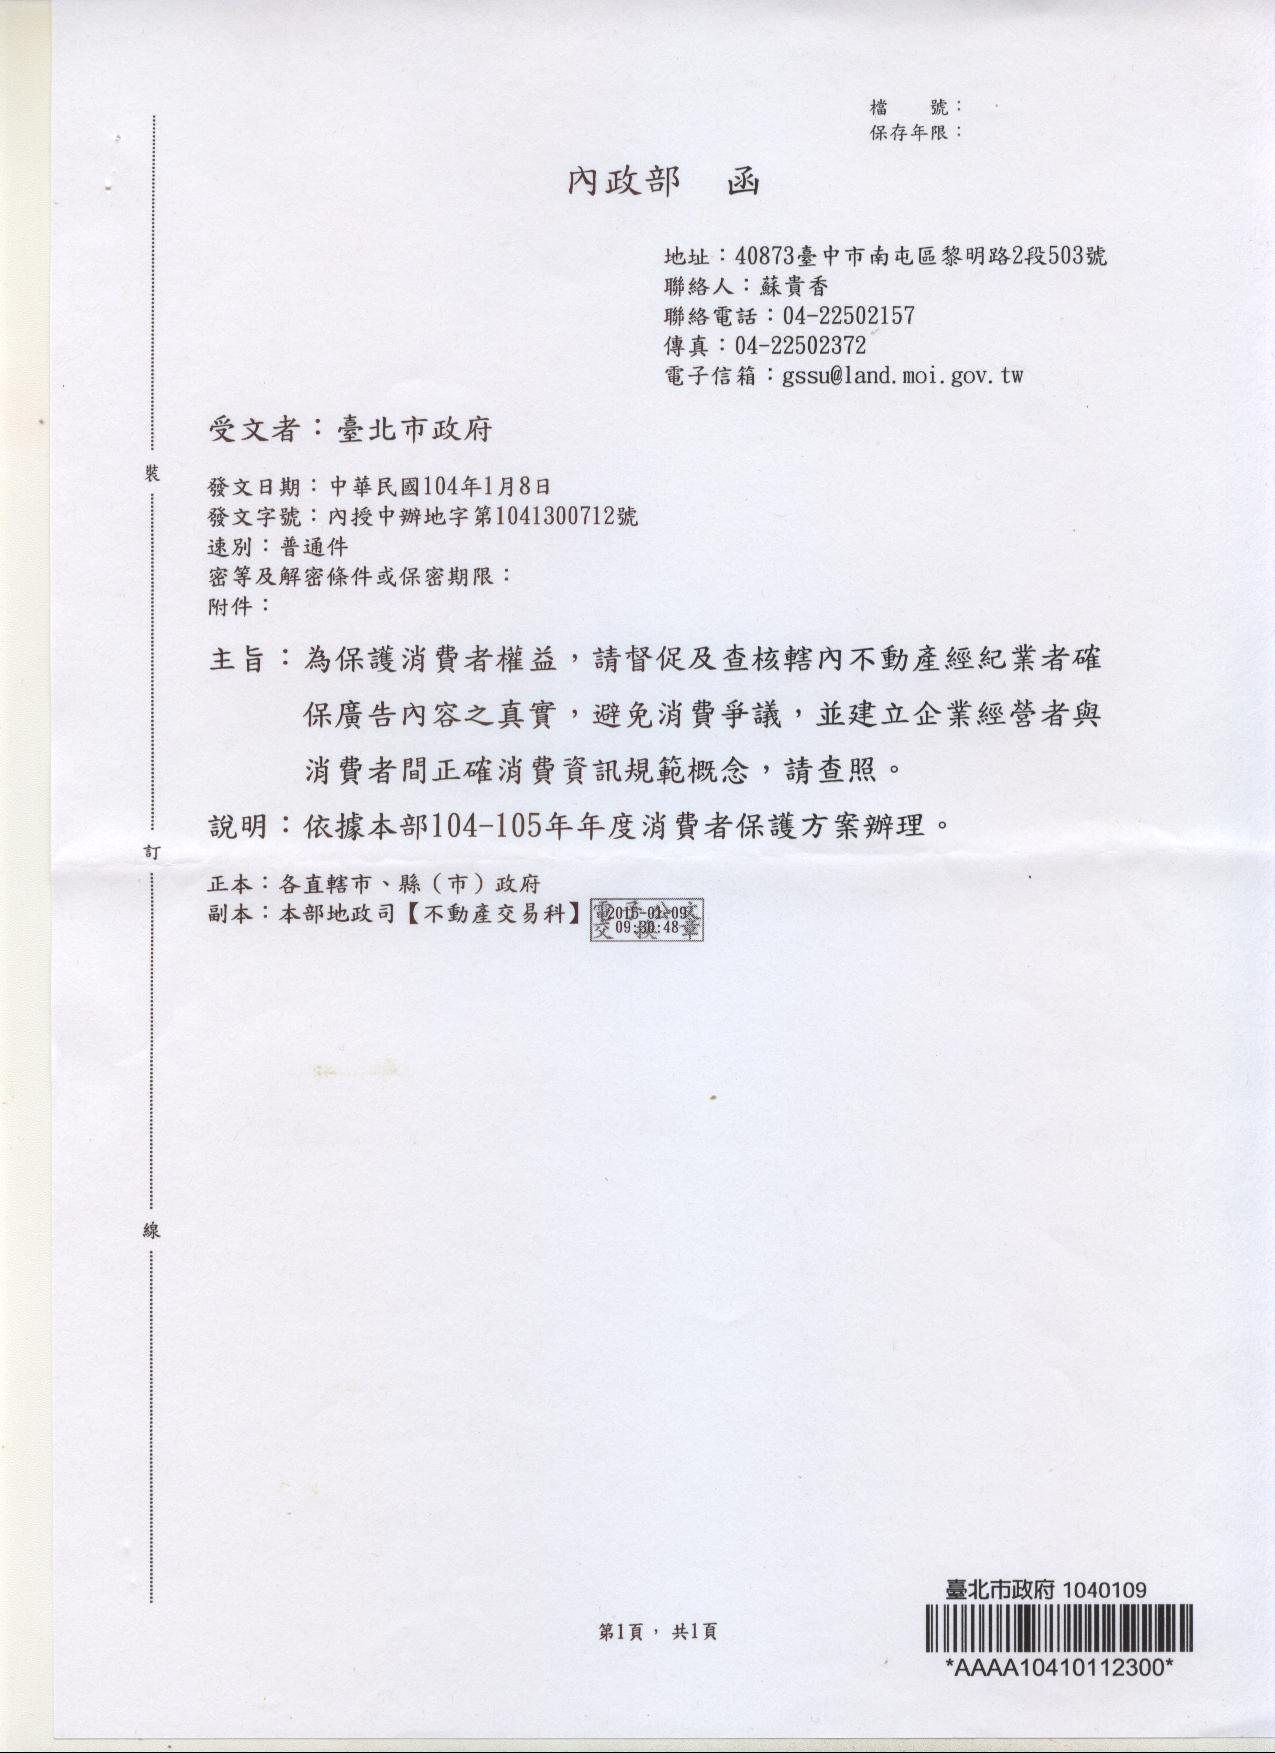 檔　　號：
保存年限：
內政部　函
地址：40873臺中市南屯區黎明路2段503號
聯絡人：蘇貴香
聯絡電話：04-22502157
傳真：04-22502372
電子信箱：gssu@land.moi.gov.tw
受文者：臺北市政府
發文日期：中華民國104年1月8日
發文字號：內授中辦地字第1041300712號
速別：普通件
密等及解密條件或保密期限：
附件：
主旨：為保護消費者權益，請督促及查核轄內不動產經紀業者確
保廣告內容之真實，避免消費爭議，並建立企業經營者與
消費者間正確消費資訊規範概念，請查照。
說明：依據本部104-105年年度消費者保護方案辦理。
正本：各直轄市、縣（市）政府
副本：本部地政司【不動產交易科】
電子公文
交換章
2015-01-09
09:30:48
裝
訂
線
臺北市政府 1040109
*AAAA10410112300*
第1頁，共1頁